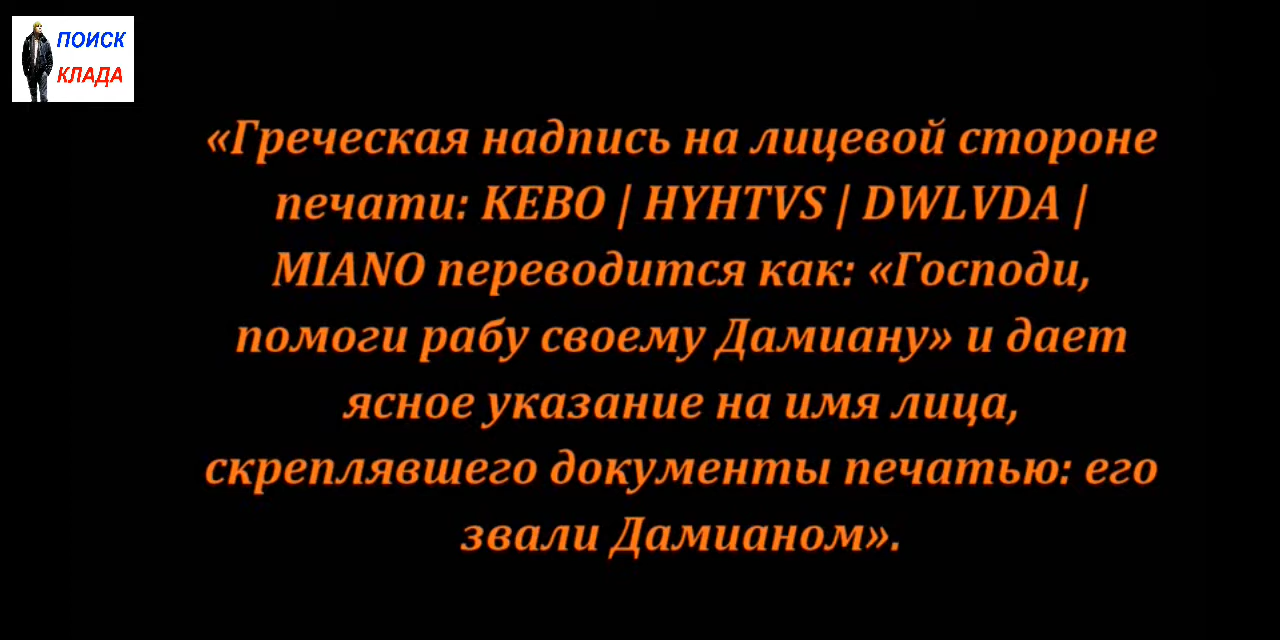 ПОИСК
КЛАДА
«Греческая надпись на лицевой стороне
печати: KEBO | HYHTVS | DWLVDA |
MIANO переводится как: «Господи,
помоги рабу своему Дамиану» и дает
ясное указание на имя лица,
скреплявшего документы печатью: его
звали Дамианом».